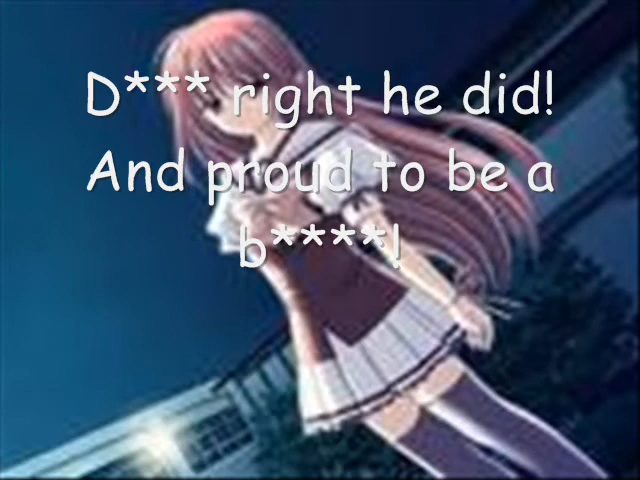 D*** right he did!
And proud to be a
b****!